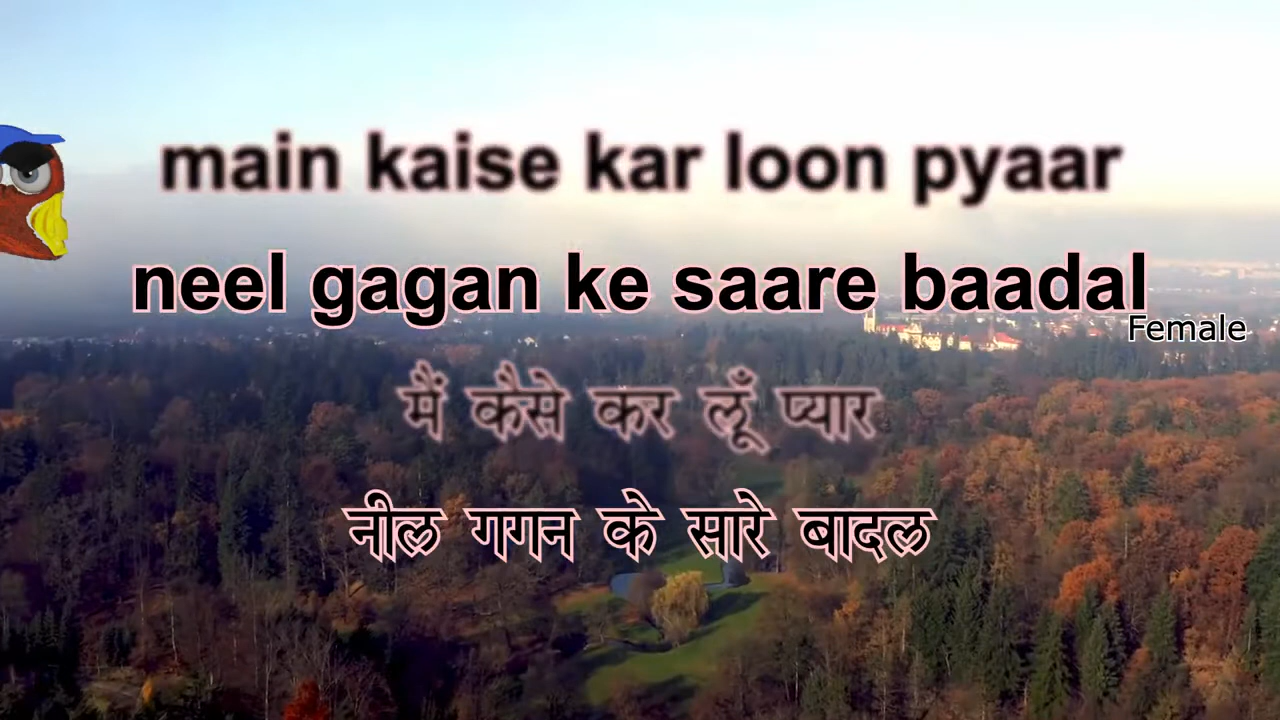 main kaise kar loon pyaar
neel gagan ke saare baadal
Female
मैं कैसे कर लूँ प्यार
नील गगन के सारे बादल